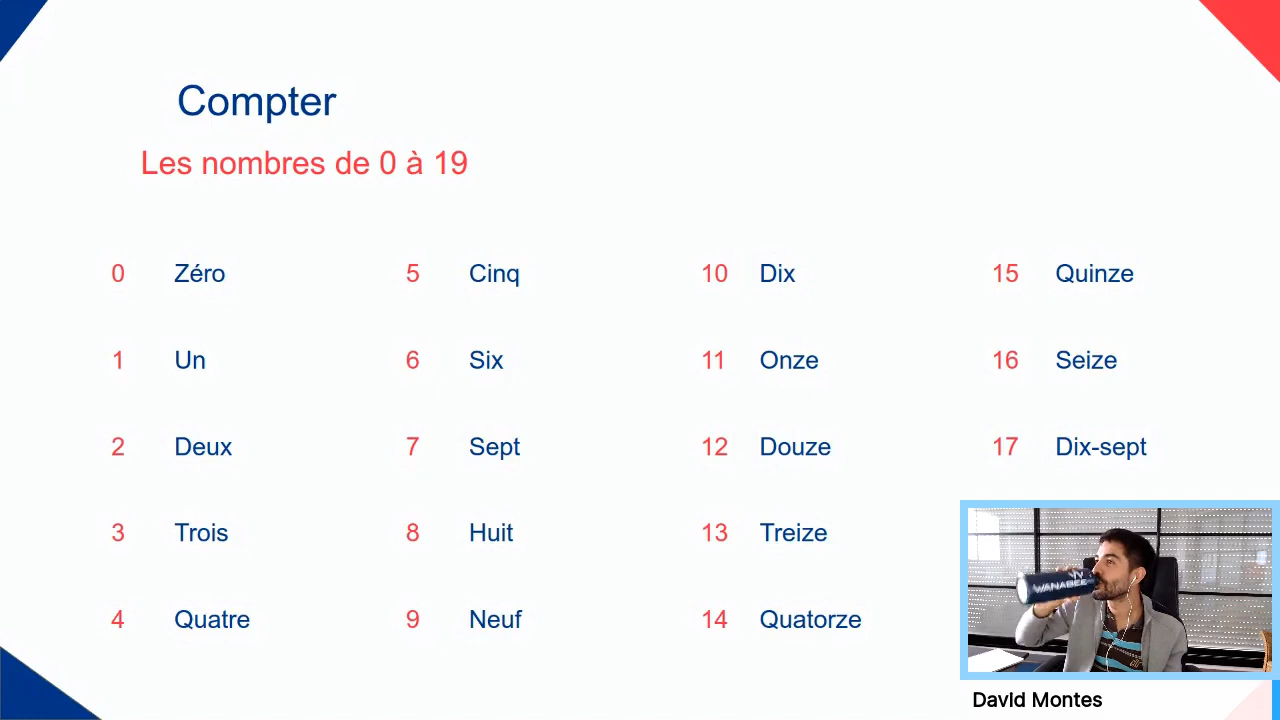 Compter
Les nombres de 0 à 19
0 Zéro 5 Cinq 10 Dix 15 Quinze
1 Un 6 Six 11 Onze 16 Seize
2 Deux 7 Sept 12 Douze 17 Dix-sept
3 Trois 8 Huit 13 Treize
4 Quatre 9 Neuf 14 Quatorze
WANABEE
David Montes